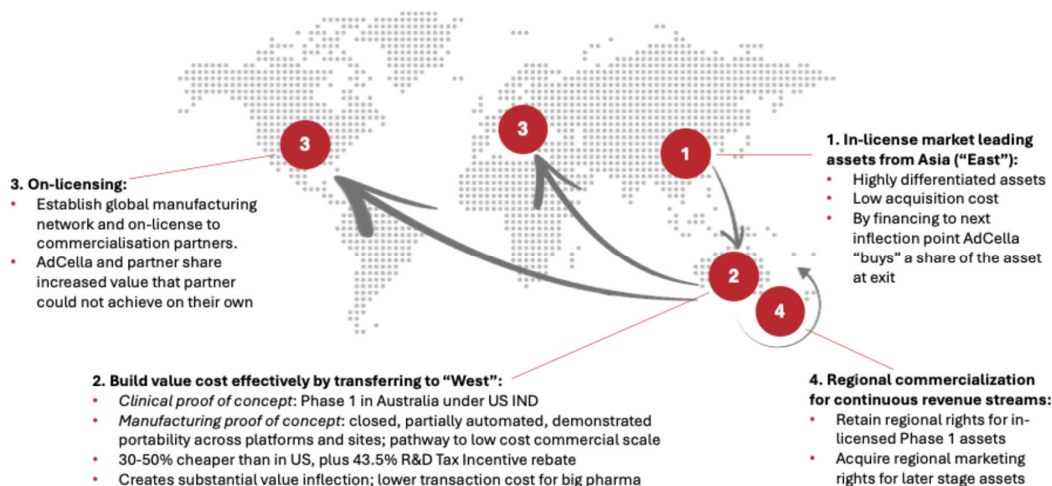 3
3
1
2
4
1. In-license market leading
assets from Asia (“East”):
• Highly differentiated assets
• Low acquisition cost
• By financing to next
inflection point AdCella
“buys” a share of the asset
at exit
3. On-licensing:
• Establish global manufacturing
network and on-license to
commercialisation partners.
• AdCella and partner share
increased value that partner
could not achieve on their own
2. Build value cost effectively by transferring to “West”:
• Clinical proof of concept: Phase 1 in Australia under US IND
• Manufacturing proof of concept: closed, partially automated, demonstrated
portability across platforms and sites; pathway to low cost commercial scale
• 30-50% cheaper than in US, plus 43.5% R&D Tax Incentive rebate
• Creates substantial value inflection; lower transaction cost for big pharma
4. Regional commercialization
for continuous revenue streams:
• Retain regional rights for in-
licensed Phase 1 assets
• Acquire regional marketing
rights for later stage assets